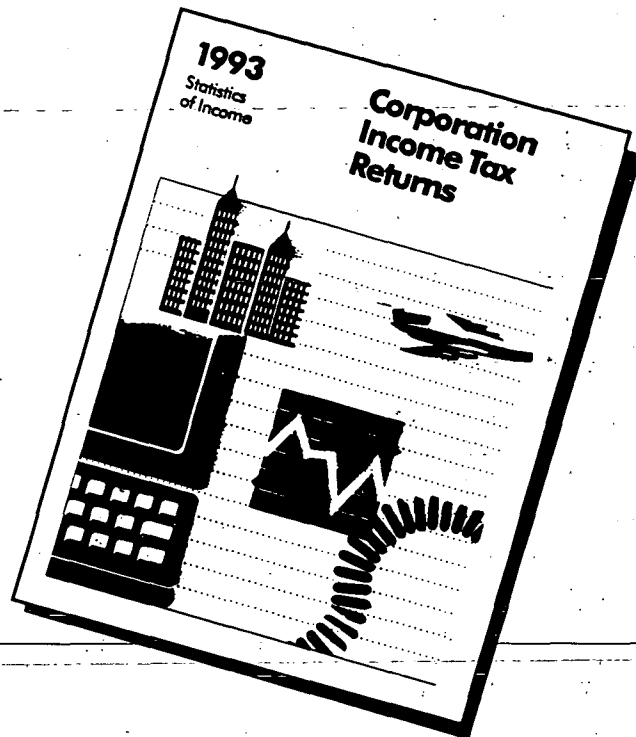 1993
Statistics
of Income
Corporation
Income Tax
Returns